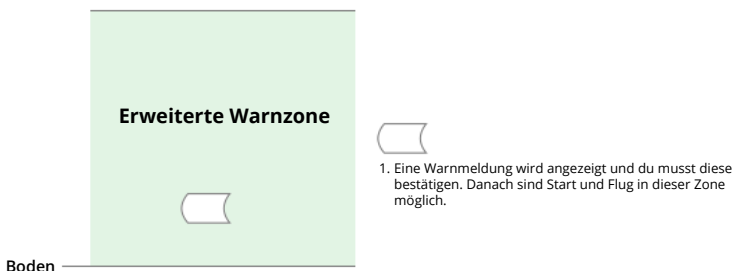 Erweiterte Warnzone
1. Eine Warnmeldung wird angezeigt und du musst diese
bestätigen. Danach sind Start und Flug in dieser Zone
möglich.
Boden